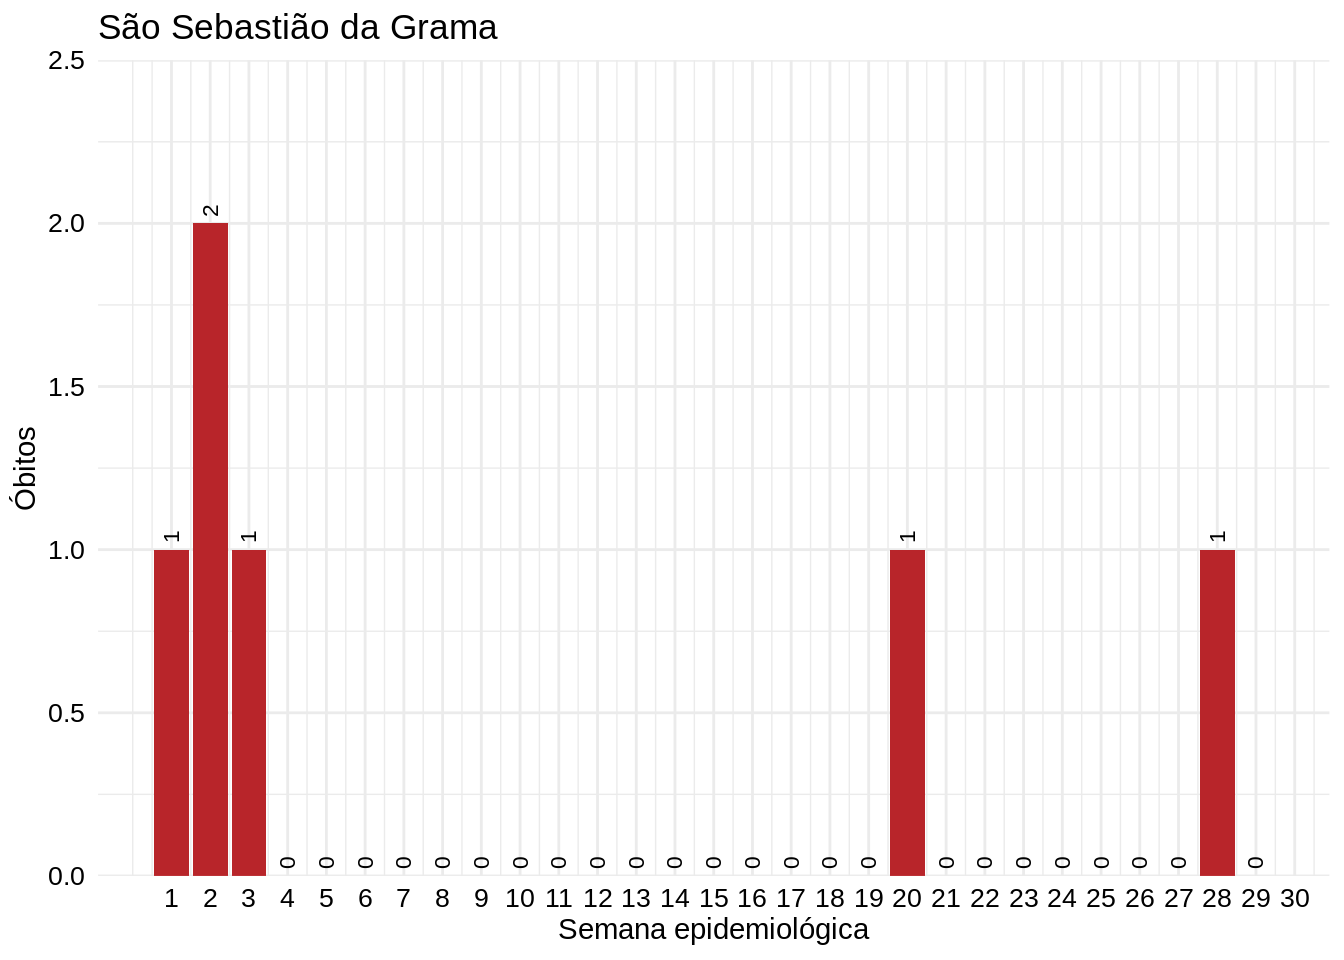 São Sebastião da Grama
2.5
2.0
1.5
1.0
0.5
0.0
Óbitos
1 2 1 0 0 0 0 0 0 0 0 0 0 0 0 0 0 0 0 1 0 0 0 0 0 0 0 1 0
1 2 3 4 5 6 7 8 9 10 11 12 13 14 15 16 17 18 19 20 21 22 23 24 25 26 27 28 29 30
Semana epidemiológica